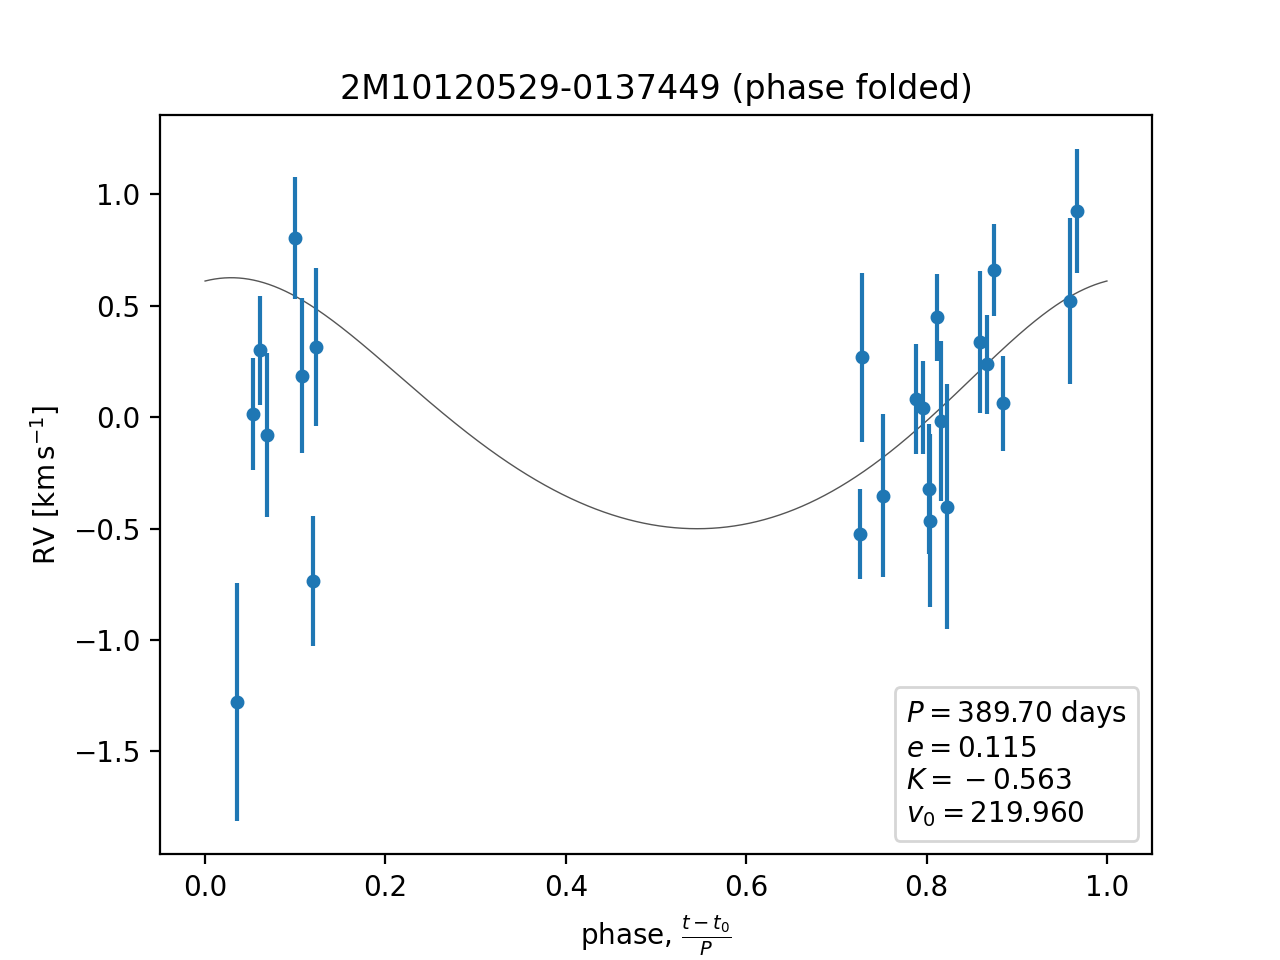 2M10120529-0137449 (phase folded)
RV [km s⁻¹]
1.0
0.5
0.0
−0.5
−1.0
−1.5
P = 389.70 days
e = 0.115
K = −0.563
v₀ = 219.960
0.0 0.2 0.4 0.6 0.8 1.0
phase, (t − t₀)/P